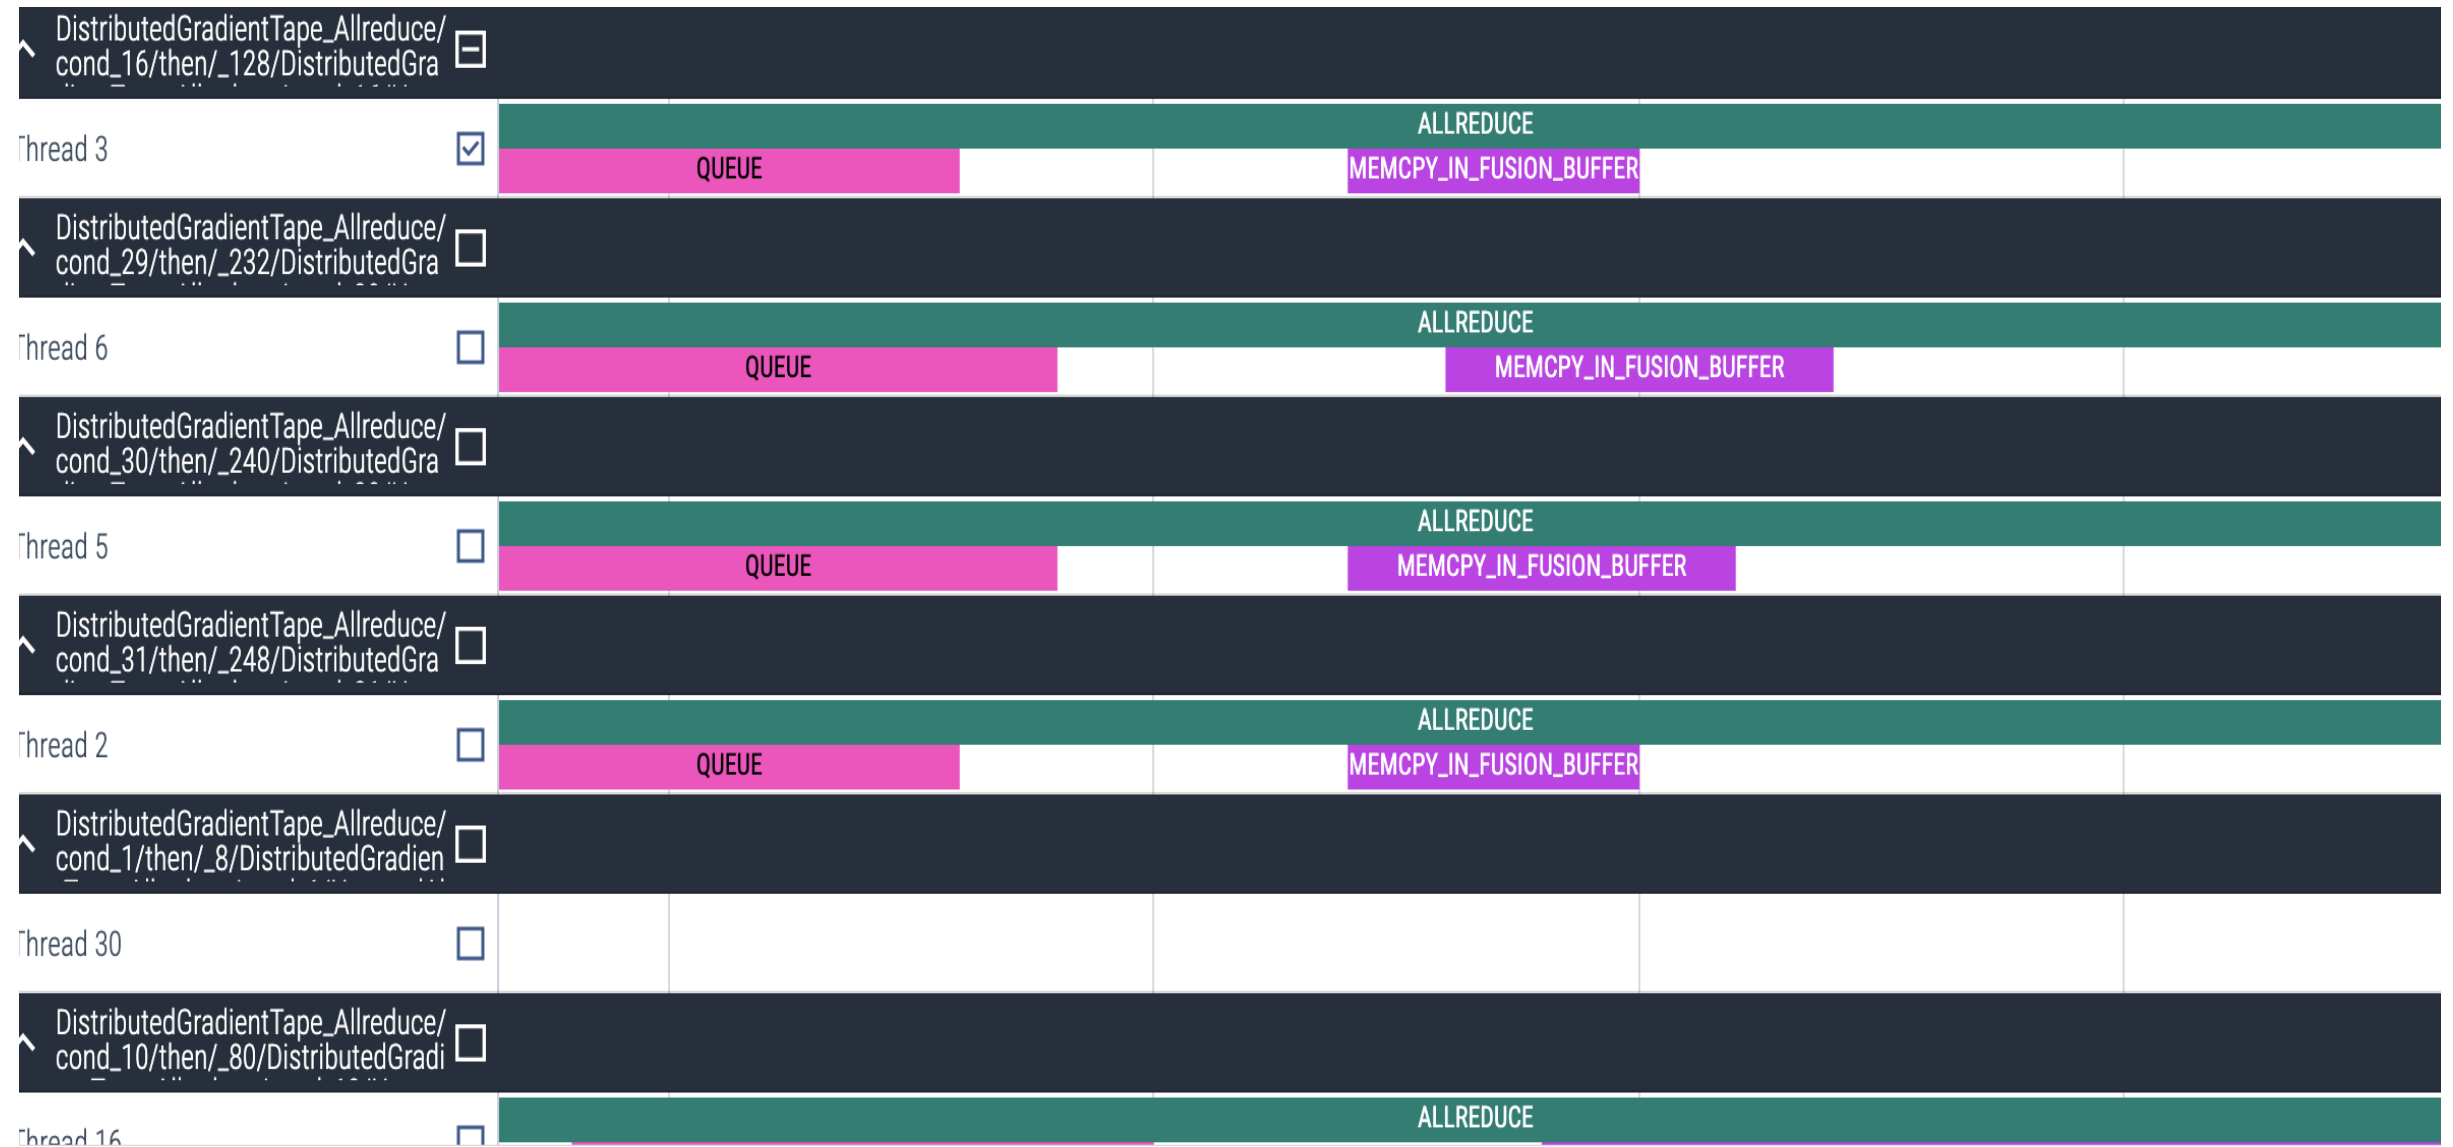 DistributedGradientTape_Allreduce/
cond_16/then/_128/DistributedGra
Thread 3
ALLREDUCE
QUEUE
MEMCPY_IN_FUSION_BUFFER
DistributedGradientTape_Allreduce/
cond_29/then/_232/DistributedGra
Thread 6
ALLREDUCE
QUEUE
MEMCPY_IN_FUSION_BUFFER
DistributedGradientTape_Allreduce/
cond_30/then/_240/DistributedGra
Thread 5
ALLREDUCE
QUEUE
MEMCPY_IN_FUSION_BUFFER
DistributedGradientTape_Allreduce/
cond_31/then/_248/DistributedGra
Thread 2
ALLREDUCE
QUEUE
MEMCPY_IN_FUSION_BUFFER
DistributedGradientTape_Allreduce/
cond_1/then/_8/DistributedGradien
Thread 30
DistributedGradientTape_Allreduce/
cond_10/then/_80/DistributedGradi
Thread 16
ALLREDUCE